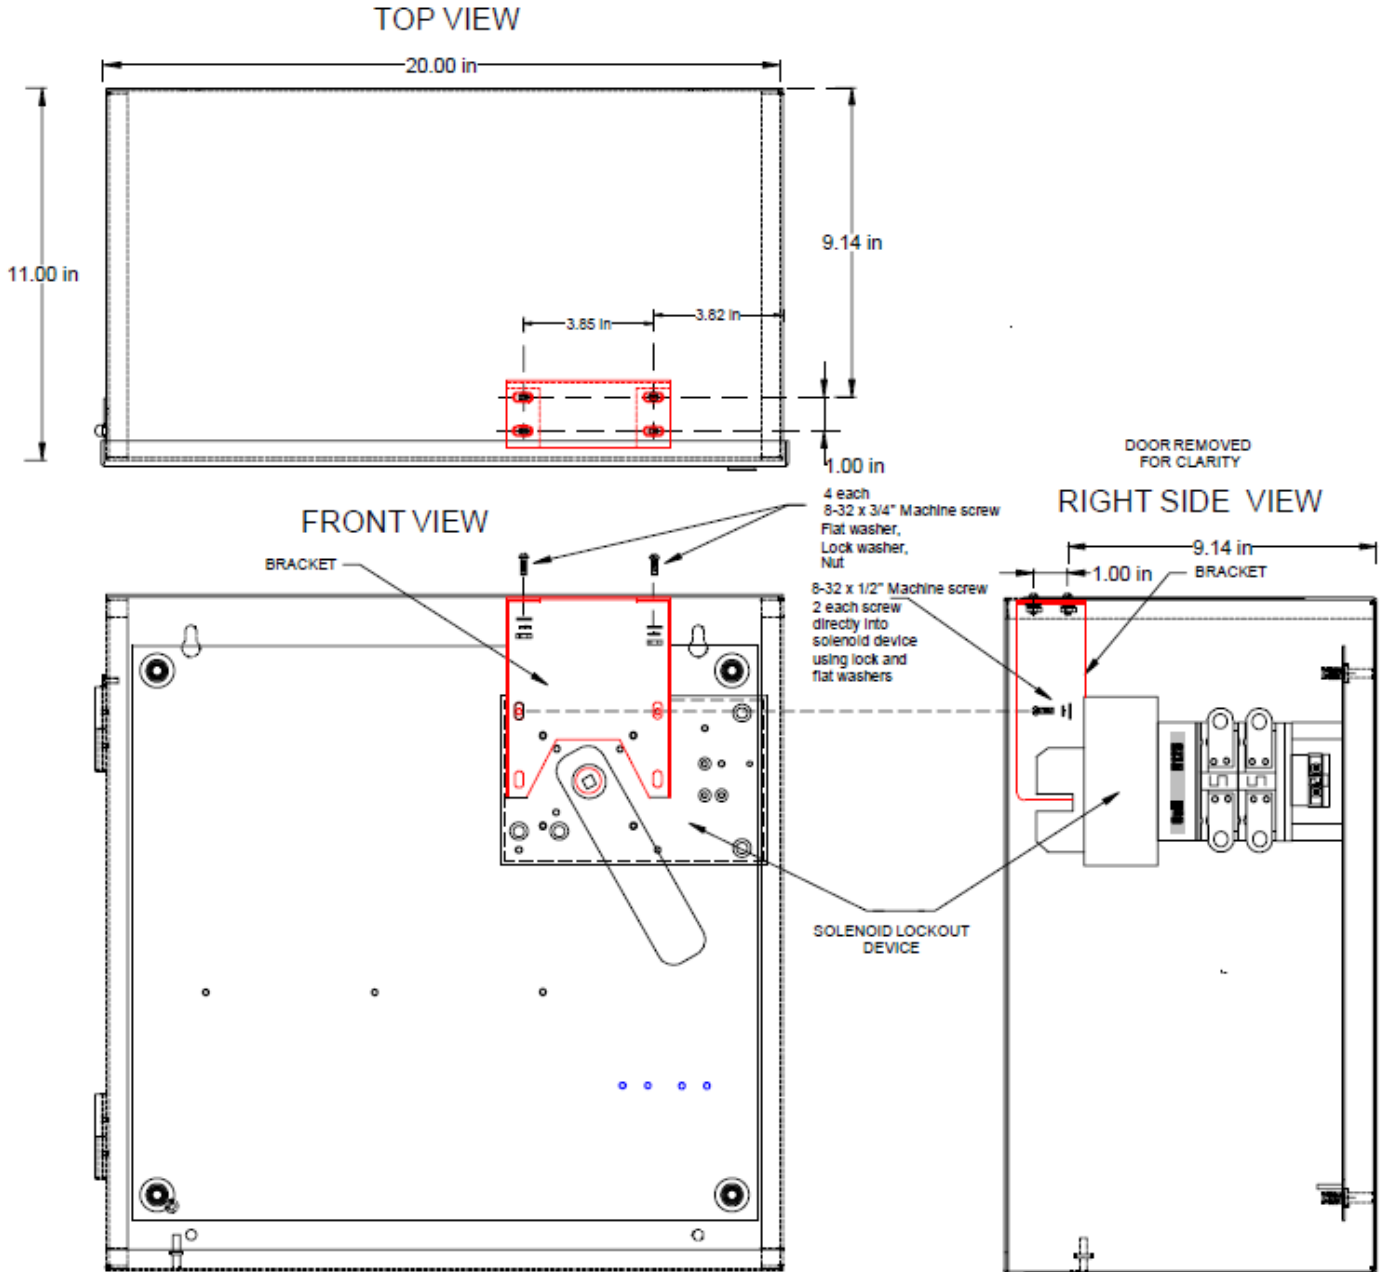 TOP VIEW
20.00 in
11.00 in
9.14 in
3.85 in
3.82 in
1.00 in
DOOR REMOVED
FOR CLARITY
RIGHT SIDE VIEW
FRONT VIEW
BRACKET
4 each
8-32 x 3/4" Machine screw
Flat washer,
Lock washer,
Nut
8-32 x 1/2" Machine screw
2 each screw
directly into
solenoid device
using lock and
flat washers
9.14 in
1.00 in
BRACKET
SOLENOID LOCKOUT
DEVICE